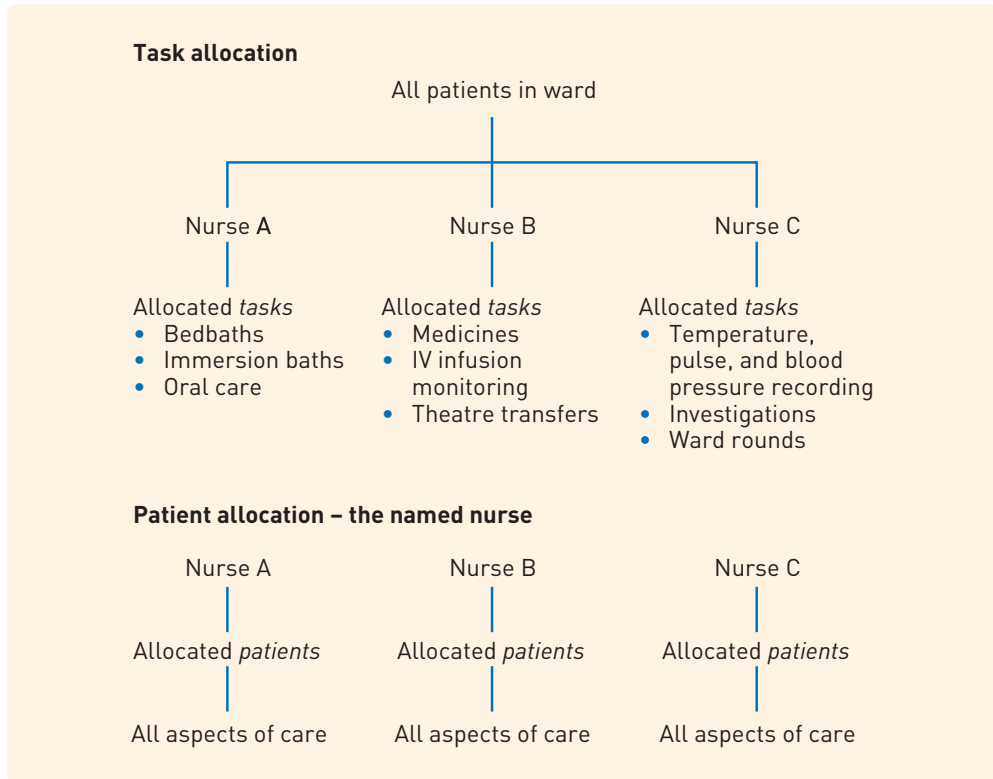 Task allocation
All patients in ward
Nurse A
Nurse B
Nurse C
Allocated tasks
• Bedbaths
• Immersion baths
• Oral care
Allocated tasks
• Medicines
• IV infusion
monitoring
• Theatre transfers
Allocated tasks
• Temperature,
pulse, and blood
pressure recording
• Investigations
• Ward rounds
Patient allocation – the named nurse
Nurse A
Nurse B
Nurse C
Allocated patients
Allocated patients
Allocated patients
All aspects of care
All aspects of care
All aspects of care